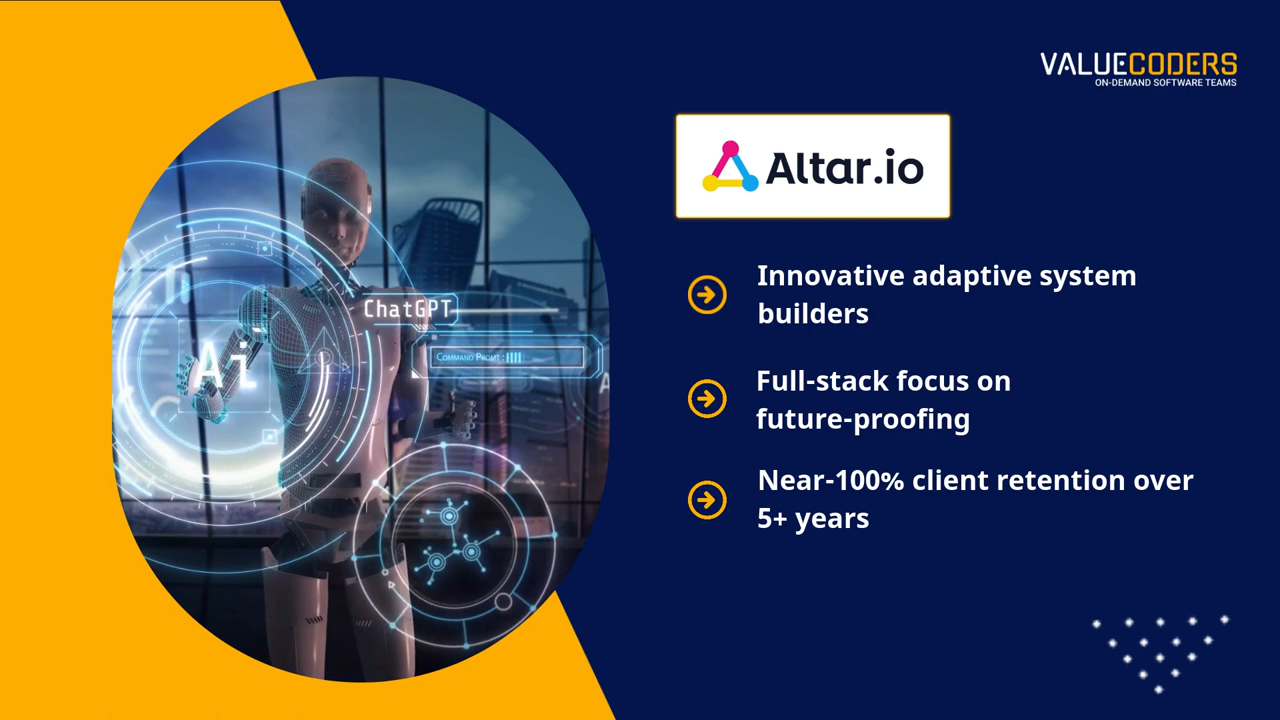 VALUECODERS
ON-DEMAND SOFTWARE TEAMS
Altar.io
Innovative adaptive system
builders
Full-stack focus on
future-proofing
Near-100% client retention over
5+ years
ChatGPT
Command Promt :
Ai